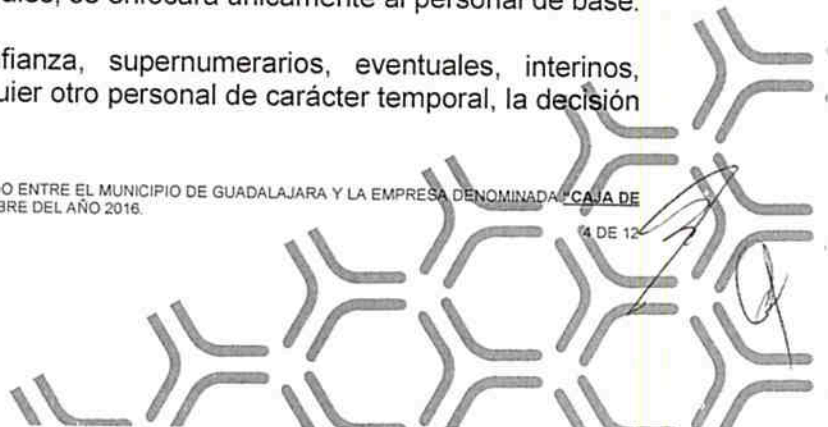 se enfocará únicamente al personal de base.
fianza, supernumerarios, eventuales, interinos,
uier otro personal de carácter temporal, la decisión
O ENTRE EL MUNICIPIO DE GUADALAJARA Y LA EMPRESA DENOMINADA "CAJA DE
BRE DEL AÑO 2016.
4 DE 12